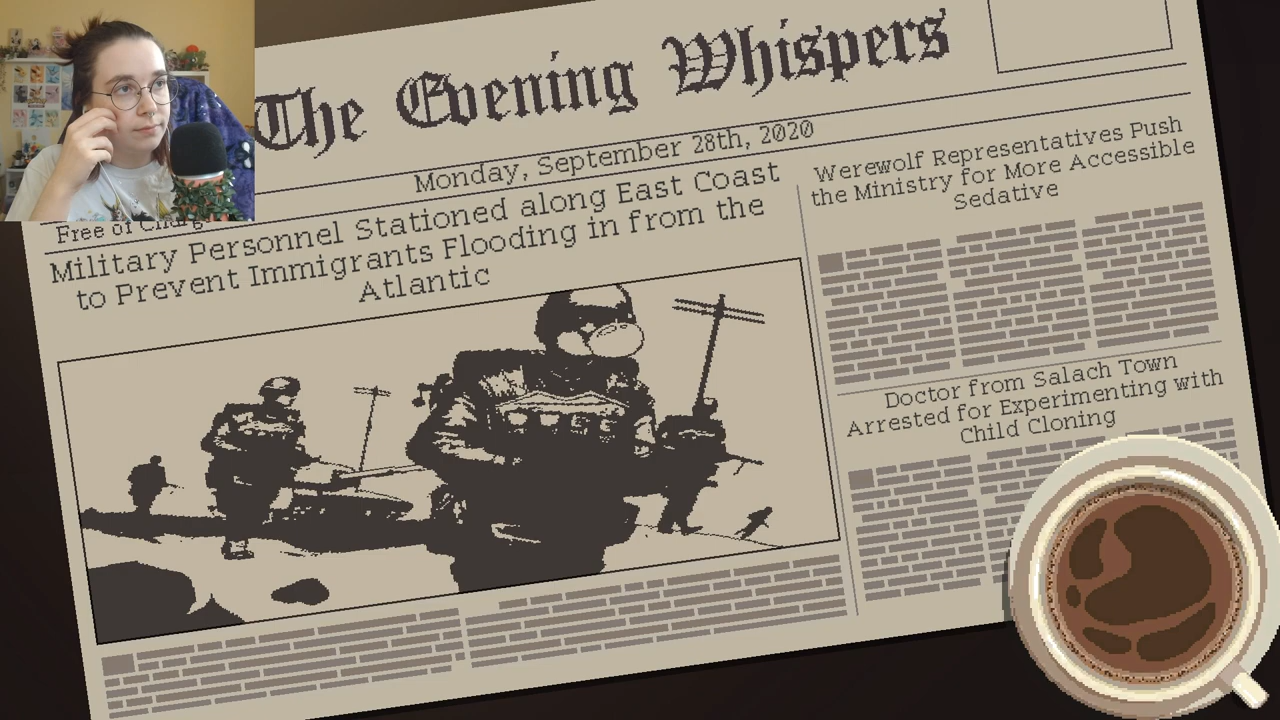 The Evening Whispers
Monday, September 28th, 2020
Free of Charge
Military Personnel Stationed along East Coast
to Prevent Immigrants Flooding in from the
Atlantic
Werewolf Representatives Push
the Ministry for More Accessible
Sedative
Doctor from Salach Town
Arrested for Experimenting with
Child Cloning